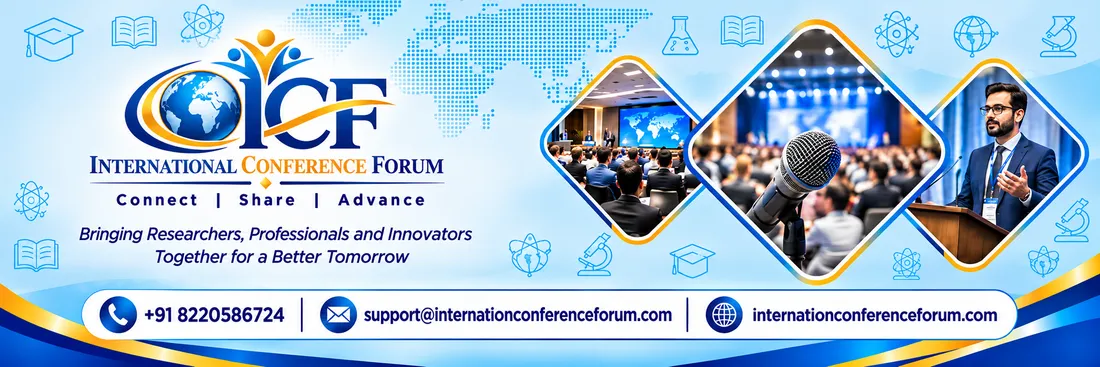 ICF
INTERNATIONAL CONFERENCE FORUM
Connect | Share | Advance
Bringing Researchers, Professionals and Innovators
Together for a Better Tomorrow
+91 8220586724 | support@internationconferenceforum.com | internationconferenceforum.com